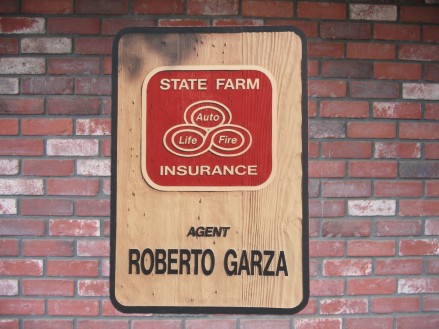 STATE FARM
Auto
Life Fire
INSURANCE
AGENT
ROBERTO GARZA